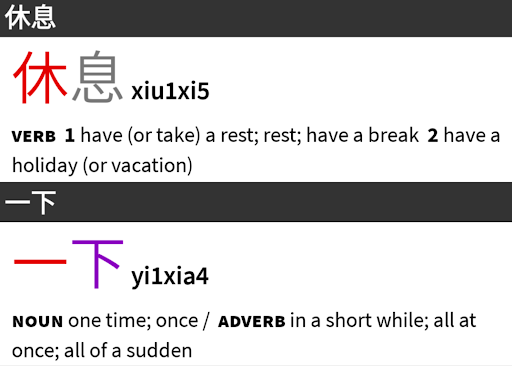 休息
休息 xiu1xi5
VERB 1 have (or take) a rest; rest; have a break 2 have a
holiday (or vacation)
一下
一下 yi1xia4
NOUN one time; once / ADVERB in a short while; all at
once; all of a sudden